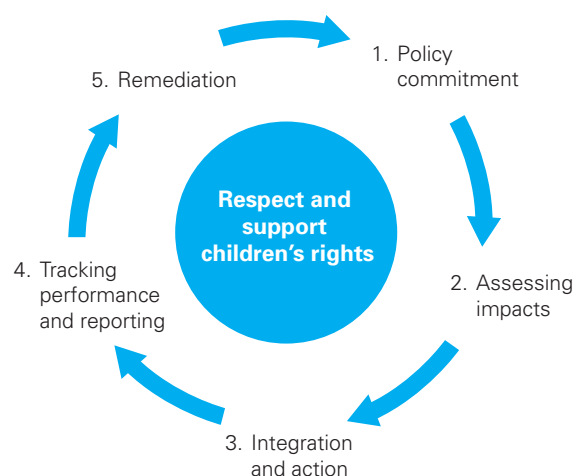 1. Policy
commitment
2. Assessing
impacts
3. Integration
and action
4. Tracking
performance
and reporting
5. Remediation
Respect and
support
children's rights